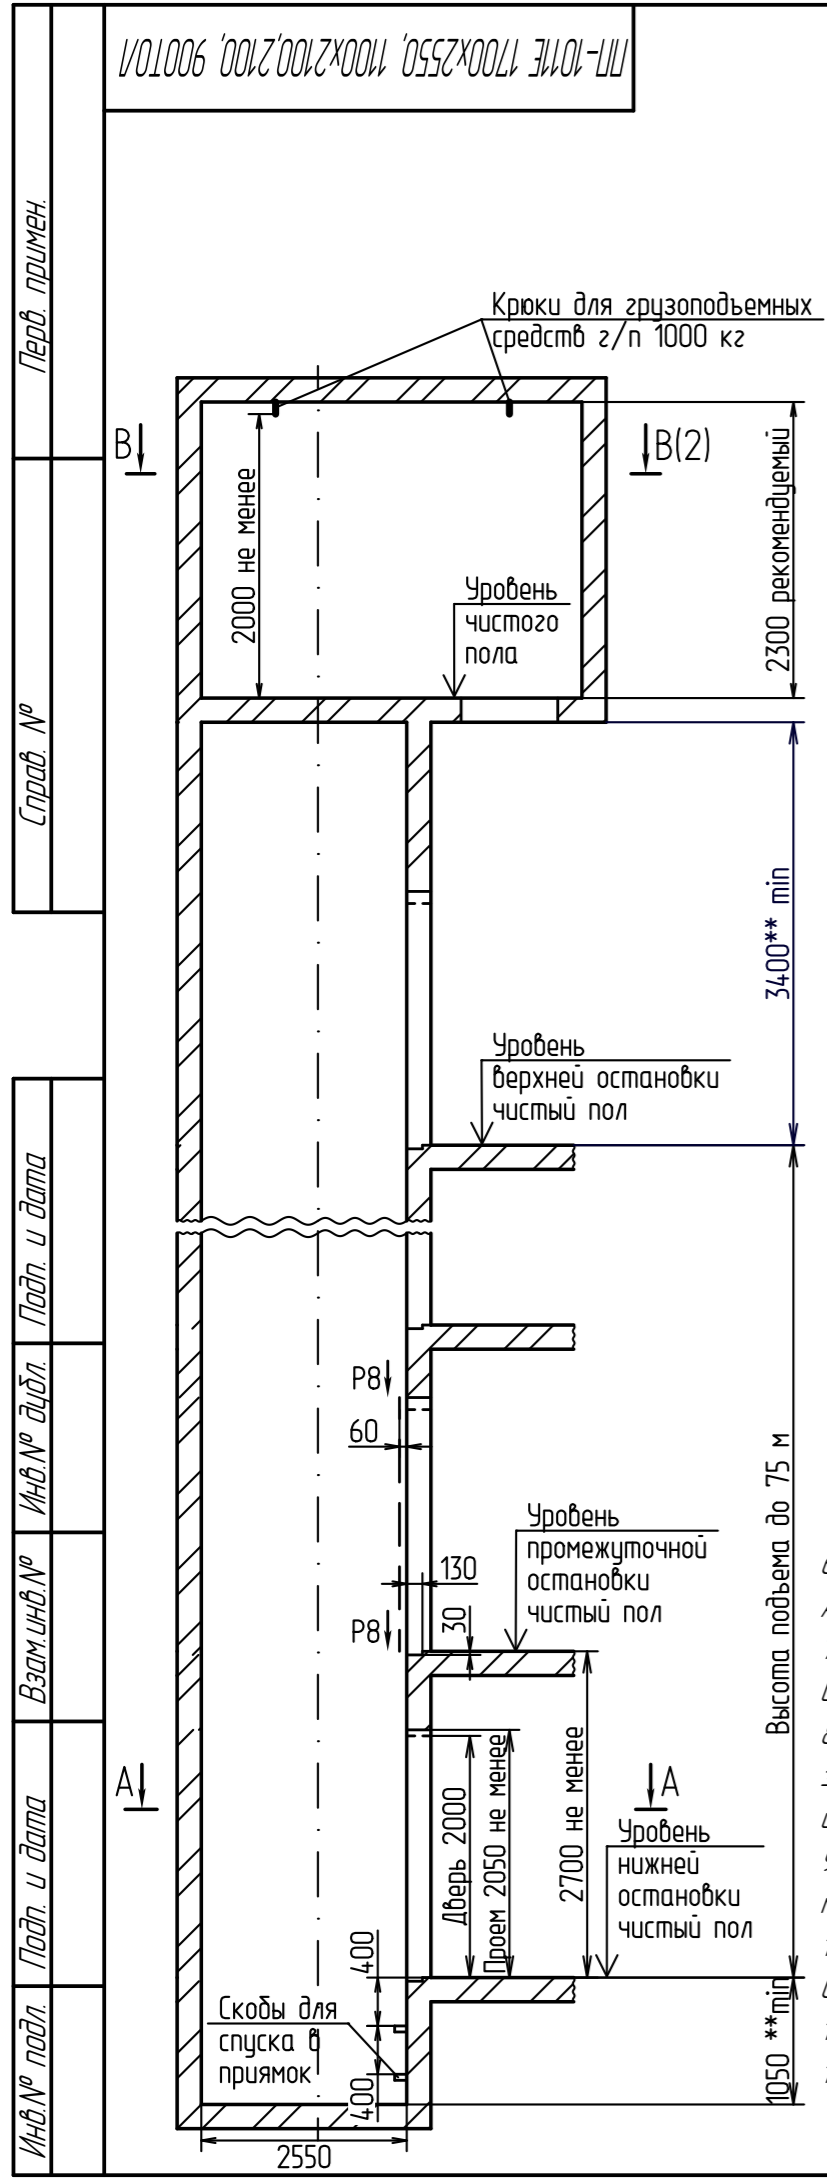 ПП-1011Е 1700х2550, 1100х2100,2100, 900ТОЛ
Перв. примен.
Справ. №
Подп. и дата
Инв.№ дубл.
Взам.инв.№
Подп. и дата
Инв.№ подл.
Крюки для грузоподъемных
средств г/п 1000 кг
В
В(2)
2000 не менее
2300 рекомендуемый
Уровень
чистого
пола
3400** min
Уровень
верхней остановки
чистый пол
Р8
60
Уровень
промежуточной
остановки
чистый пол
130
30
Р8
Высота подъема до 75 м
А
А
Дверь 2000
Проем 2050 не менее
2700 не менее
Уровень
нижней
остановки
чистый пол
400
Скобы для
спуска в
приямок
400
1050 **min
2550